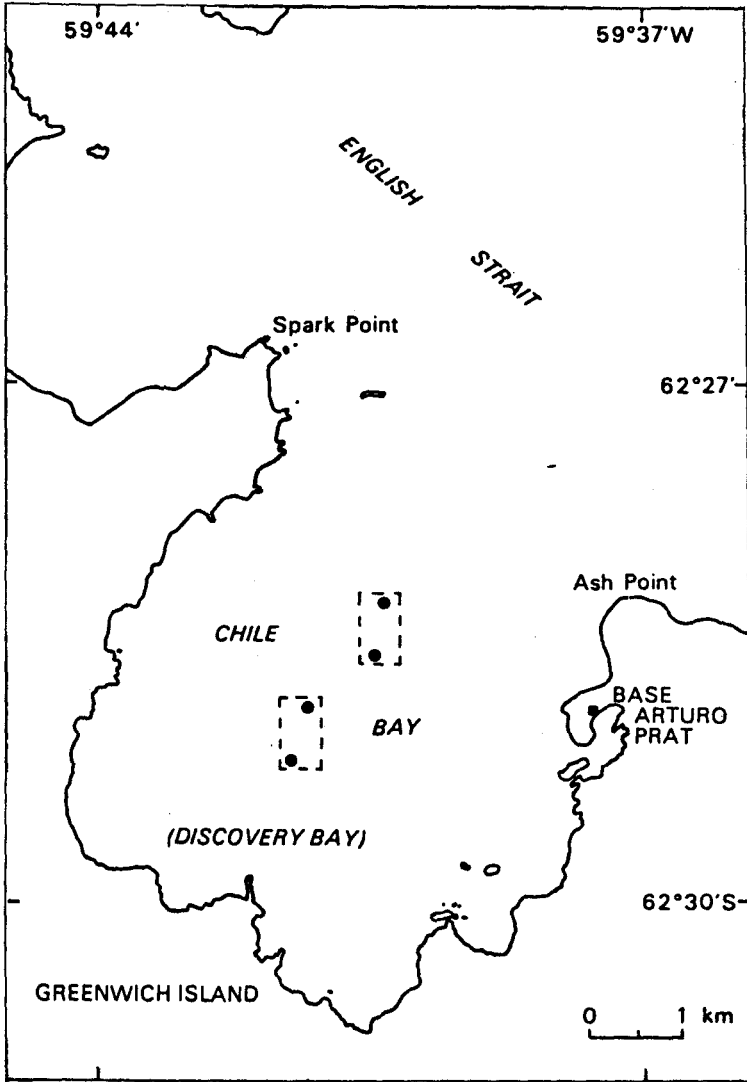 59°44′
59°37′W
ENGLISH
STRAIT
Spark Point
62°27′
Ash Point
CHILE
BASE
ARTURO
PRAT
BAY
(DISCOVERY BAY)
62°30′S
GREENWICH ISLAND
0 1 km